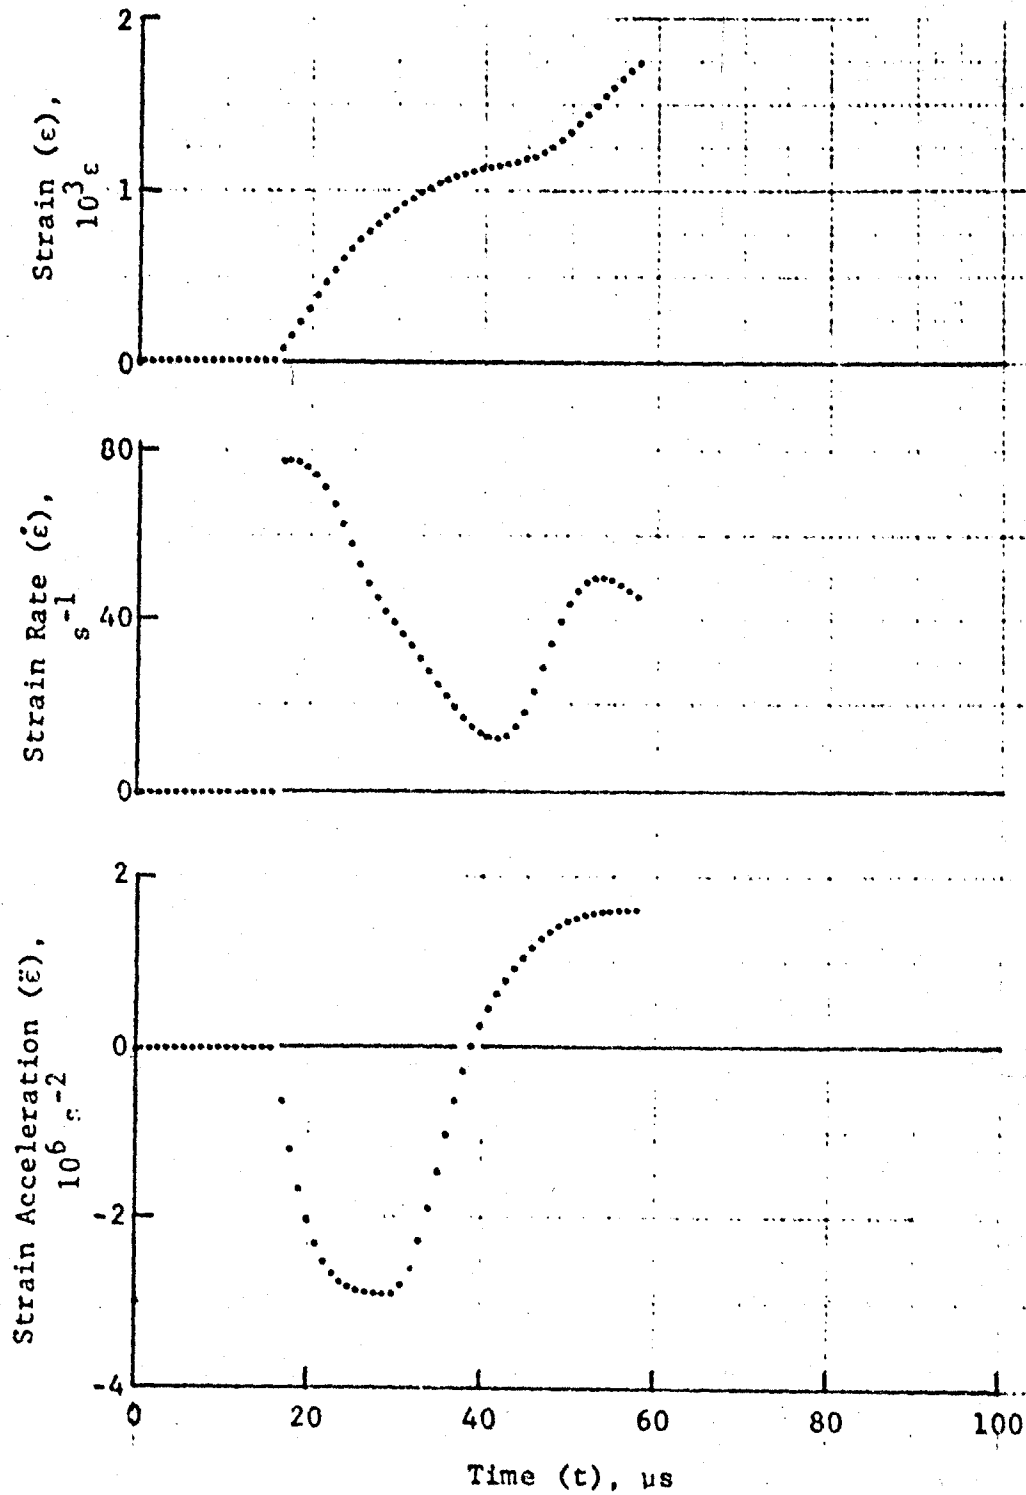 Strain (ε),
10³ ε
2
1
0
Strain Rate (ε̇),
s⁻¹
80
40
0
Strain Acceleration (ε̈),
10⁶ s⁻²
2
0
-2
-4
0 20 40 60 80 100
Time (t), μs